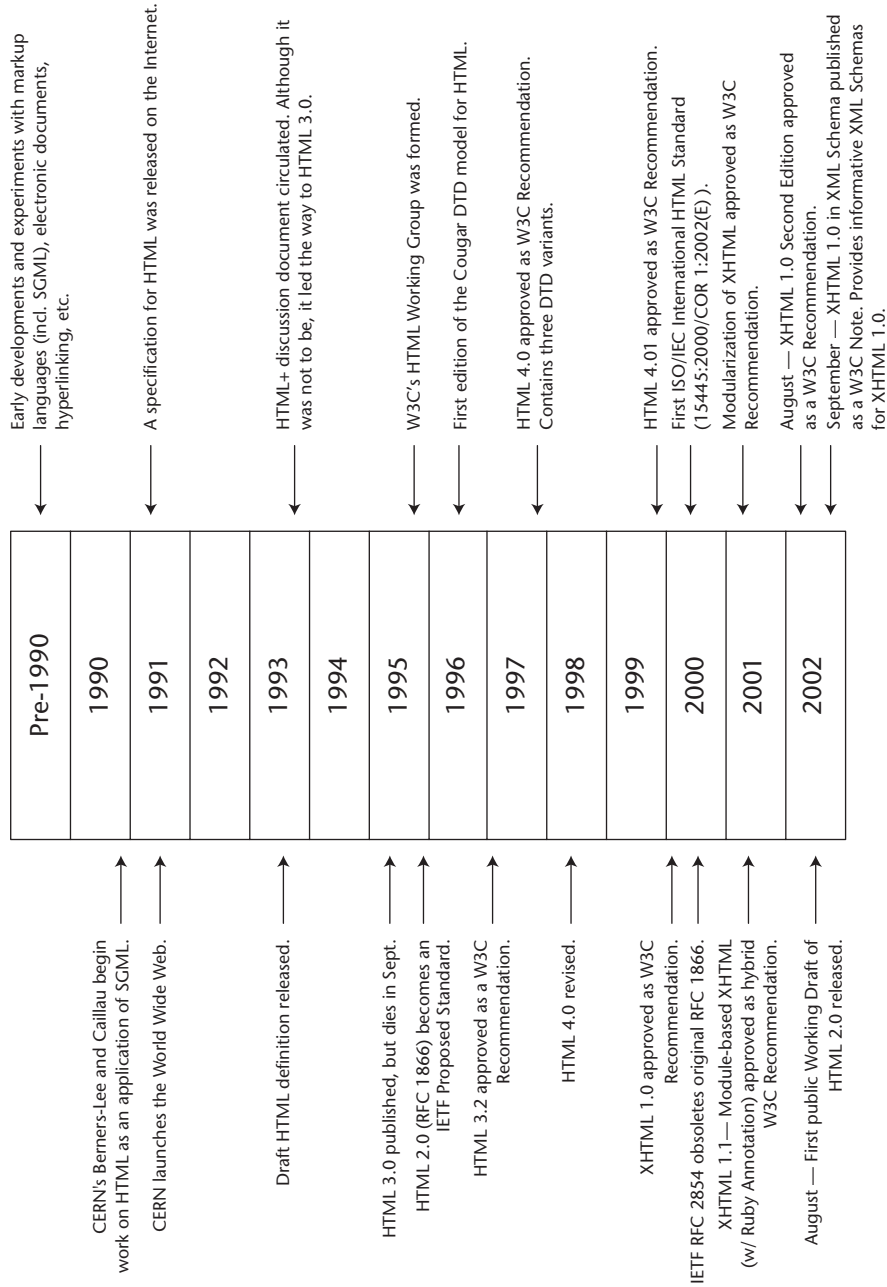 Early developments and experiments with markup
languages (incl. SGML), electronic documents,
hyperlinking, etc.
A specification for HTML was released on the Internet.
HTML+ discussion document circulated. Although it
was not to be, it led the way to HTML 3.0.
W3C's HTML Working Group was formed.
First edition of the Cougar DTD model for HTML.
HTML 4.0 approved as W3C Recommendation.
Contains three DTD variants.
HTML 4.01 approved as W3C Recommendation.
First ISO/IEC International HTML Standard
(15445:2000/COR 1:2002(E) ).
Modularization of XHTML approved as W3C
Recommendation.
August — XHTML 1.0 Second Edition approved
as a W3C Recommendation.
September — XHTML 1.0 in XML Schema published
as a W3C Note. Provides informative XML Schemas
for XHTML 1.0.
Pre-1990
1990
1991
1992
1993
1994
1995
1996
1997
1998
1999
2000
2001
2002
CERN's Berners-Lee and Caillau begin
work on HTML as an application of SGML.
CERN launches the World Wide Web.
Draft HTML definition released.
HTML 3.0 published, but dies in Sept.
HTML 2.0 (RFC 1866) becomes an
IETF Proposed Standard.
HTML 3.2 approved as a W3C
Recommendation.
HTML 4.0 revised.
XHTML 1.0 approved as W3C
Recommendation.
IETF RFC 2854 obsoletes original RFC 1866.
XHTML 1.1— Module-based XHTML
(w/ Ruby Annotation) approved as hybrid
W3C Recommendation.
August — First public Working Draft of
HTML 2.0 released.